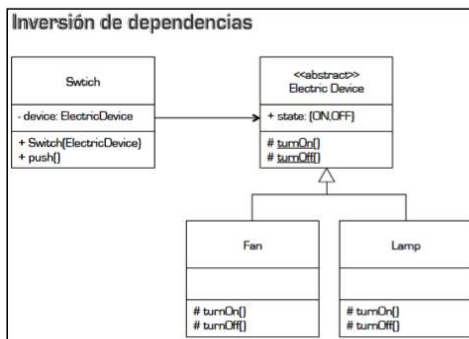 Inversión de dependencias
Swtich
- device: ElectricDevice
+ Switch(ElectricDevice)
+ push()
<<abstract>>
Electric Device
+ state: {ON,OFF}
# turnOn()
# turnOff()
Fan
# turnOn()
# turnOff()
Lamp
# turnOn()
# turnOff()